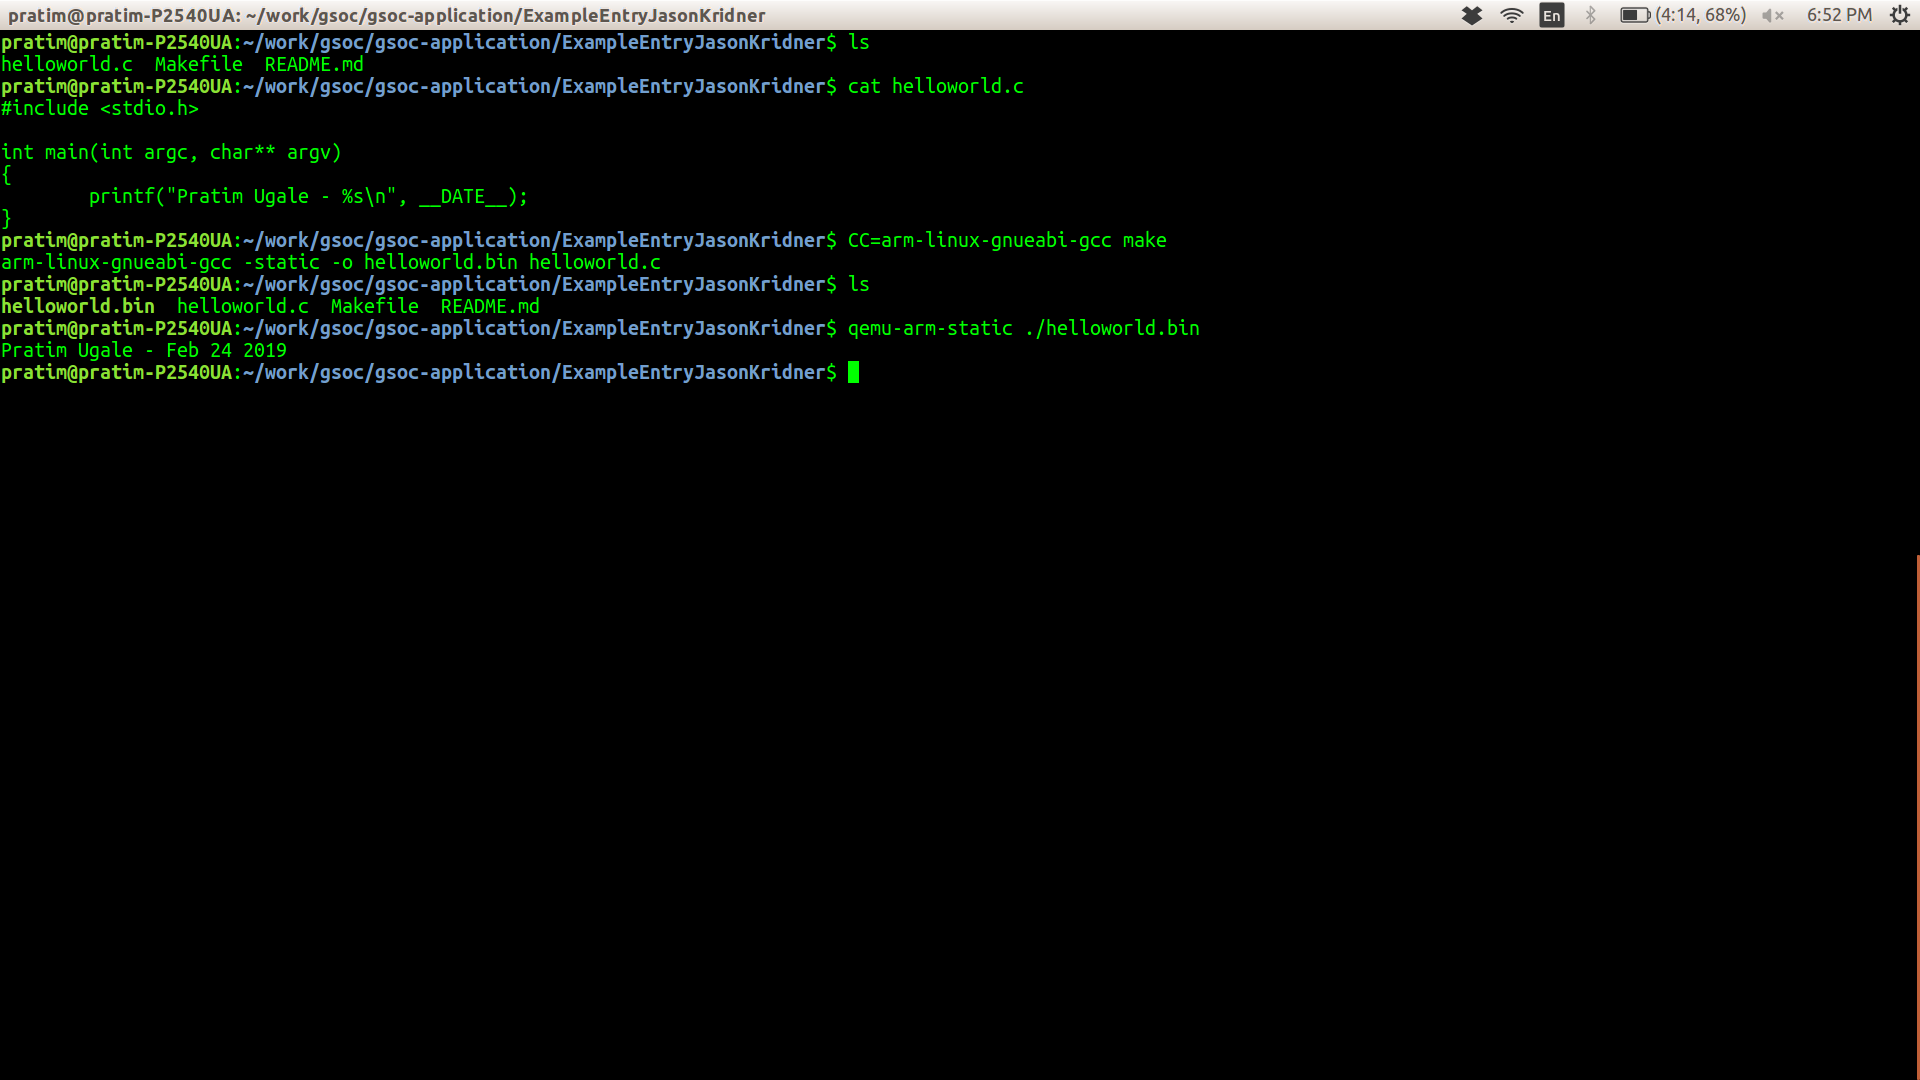 pratim@pratim-P2540UA: ~/work/gsoc/gsoc-application/ExampleEntryJasonKridner En (4:14, 68%) 6:52 PM
pratim@pratim-P2540UA:~/work/gsoc/gsoc-application/ExampleEntryJasonKridner$ ls
helloworld.c  Makefile  README.md
pratim@pratim-P2540UA:~/work/gsoc/gsoc-application/ExampleEntryJasonKridner$ cat helloworld.c
#include <stdio.h>

int main(int argc, char** argv)
{
        printf("Pratim Ugale - %s\n", __DATE__);
}
pratim@pratim-P2540UA:~/work/gsoc/gsoc-application/ExampleEntryJasonKridner$ CC=arm-linux-gnueabi-gcc make
arm-linux-gnueabi-gcc -static -o helloworld.bin helloworld.c
pratim@pratim-P2540UA:~/work/gsoc/gsoc-application/ExampleEntryJasonKridner$ ls
helloworld.bin  helloworld.c  Makefile  README.md
pratim@pratim-P2540UA:~/work/gsoc/gsoc-application/ExampleEntryJasonKridner$ qemu-arm-static ./helloworld.bin
Pratim Ugale - Feb 24 2019
pratim@pratim-P2540UA:~/work/gsoc/gsoc-application/ExampleEntryJasonKridner$